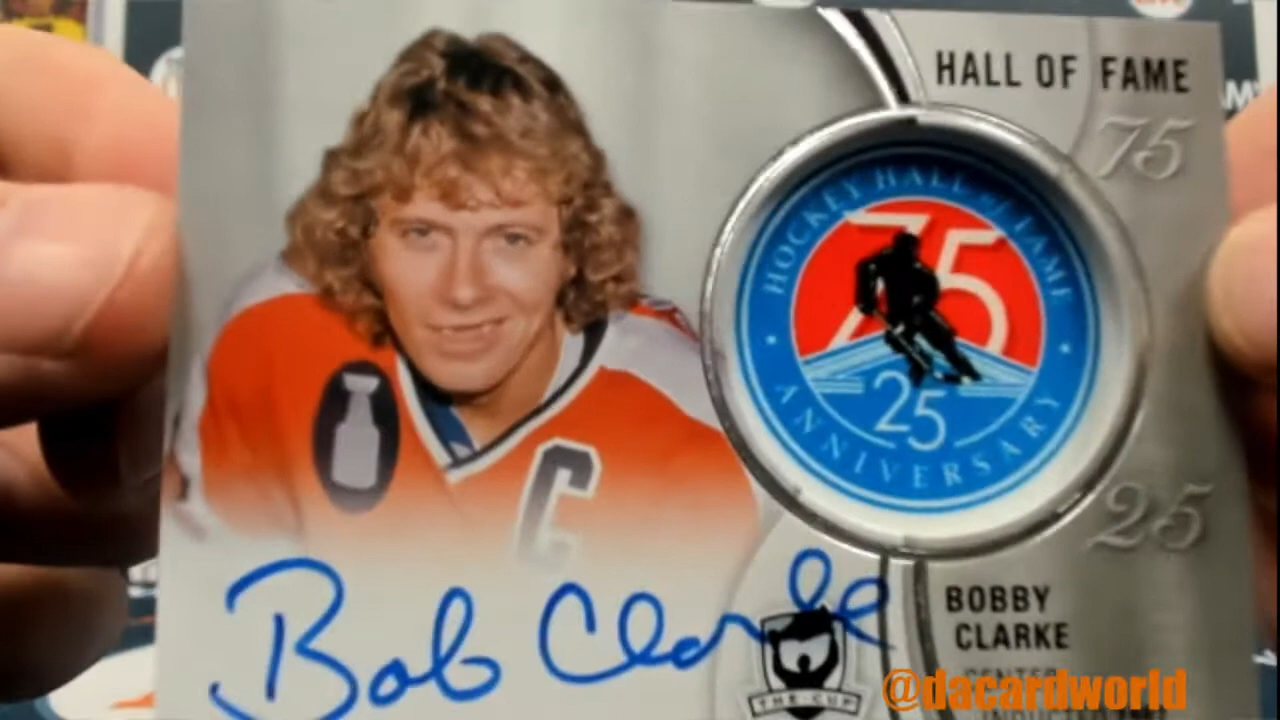 HALL OF FAME
75
HOCKEY HALL of FAME
75
25
ANNIVERSARY
25
C
Bob Clarke
BOBBY
CLARKE
CENTER
THE CUP
@dacardworld